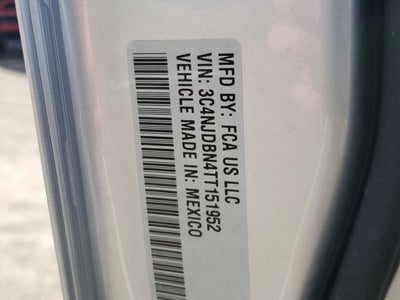 MFD BY: FCA US LLC
VIN: 3C4NJDBN4TT151952
VEHICLE MADE IN: MEXICO